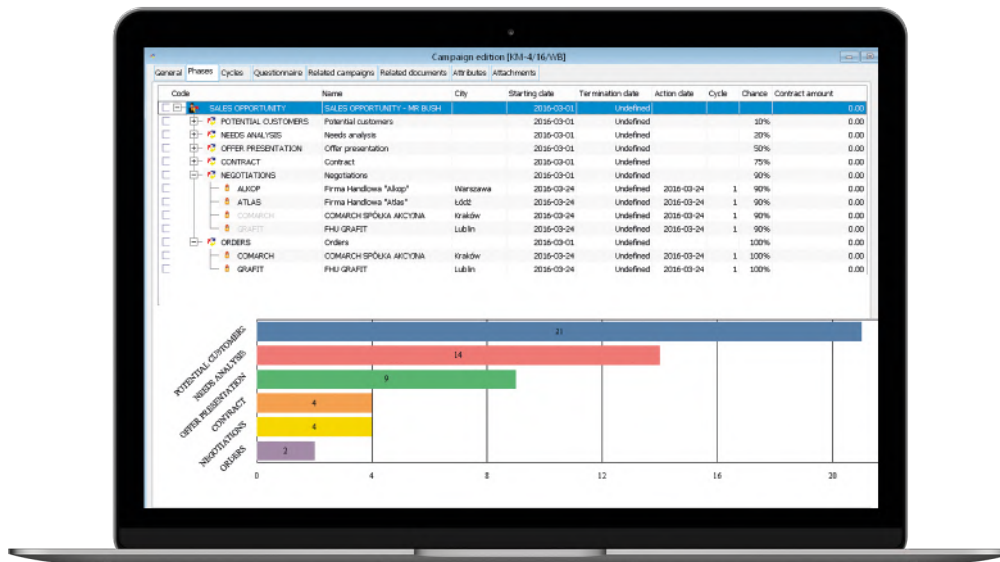 Campaign edition [KM-4/16/WB]
General Phases Cycles Questionnaire Related campaigns Related documents Attributes Attachments
Code Name City Starting date Termination date Action date Cycle Chance Contract amount
SALES OPPORTUNITY SALES OPPORTUNITY - MR BUSH 2016-03-01 Undefined 0.00
POTENTIAL CUSTOMERS Potential customers 2016-03-01 Undefined 10% 0.00
NEEDS ANALYSIS Needs analysis 2016-03-01 Undefined 20% 0.00
OFFER PRESENTATION Offer presentation 2016-03-01 Undefined 50% 0.00
CONTRACT Contract 2016-03-01 Undefined 75% 0.00
NEGOTIATIONS Negotiations 2016-03-01 Undefined 90% 0.00
ALKOP Firma Handlowa "Alkop" Warszawa 2016-03-24 Undefined 2016-03-24 1 90% 0.00
ATLAS Firma Handlowa "Atlas" Łódź 2016-03-24 Undefined 2016-03-24 1 90% 0.00
COMARCH COMARCH SPÓŁKA AKCYJNA Kraków 2016-03-24 Undefined 2016-03-24 1 90% 0.00
GRAFIT FHU GRAFIT Lublin 2016-03-24 Undefined 2016-03-24 1 90% 0.00
ORDERS Orders 2016-03-01 Undefined 100% 0.00
COMARCH COMARCH SPÓŁKA AKCYJNA Kraków 2016-03-24 Undefined 2016-03-24 1 100% 0.00
GRAFIT FHU GRAFIT Lublin 2016-03-24 Undefined 2016-03-24 1 100% 0.00
POTENTIAL CUSTOMERS 21
NEEDS ANALYSIS 14
OFFER PRESENTATION 9
CONTRACT 4
NEGOTIATIONS 4
ORDERS 2
0 4 8 12 16 20